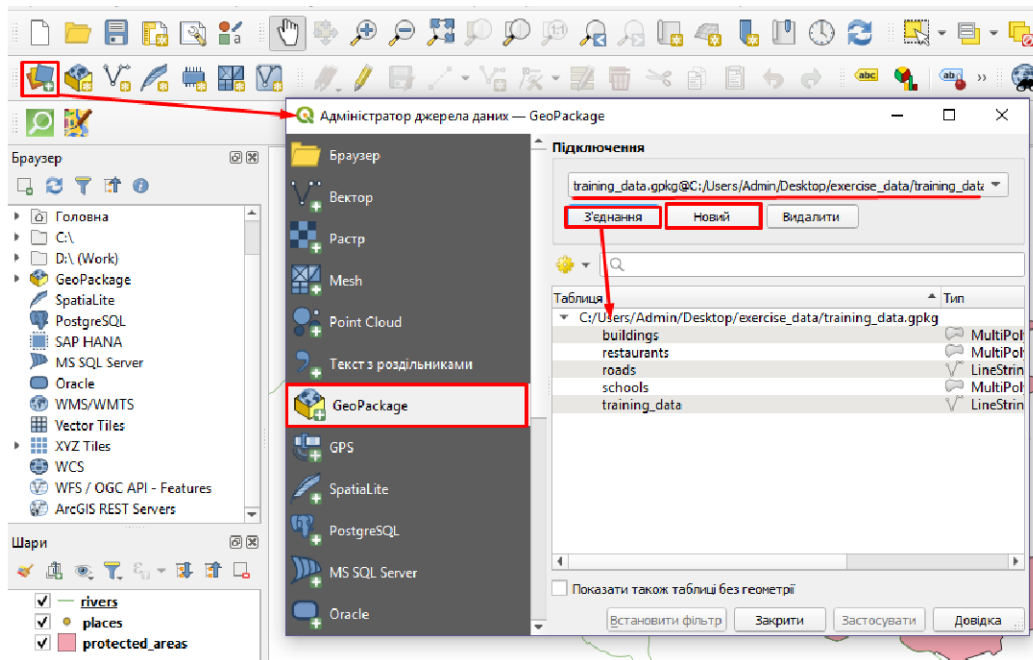 abc
ab
»
Адміністратор джерела даних — GeoPackage
Браузер
Головна
C:\
D:\ (Work)
GeoPackage
SpatiaLite
PostgreSQL
SAP HANA
MS SQL Server
Oracle
WMS/WMTS
Vector Tiles
XYZ Tiles
WCS
WFS / OGC API - Features
ArcGIS REST Servers
Шари
rivers
places
protected_areas
Браузер
Вектор
Растр
Mesh
Point Cloud
Текст з роздільниками
GeoPackage
GPS
SpatiaLite
PostgreSQL
MS SQL Server
Oracle
Підключення
training_data.gpkg@C:/Users/Admin/Desktop/exercise_data/training_data
З'єднання Новий Видалити
Таблиця Тип
C:/Users/Admin/Desktop/exercise_data/training_data.gpkg
buildings MultiPol
restaurants MultiPol
roads LineStrin
schools MultiPol
training_data LineStrin
Показати також таблиці без геометрії
Встановити фільтр Закрити Застосувати Довідка